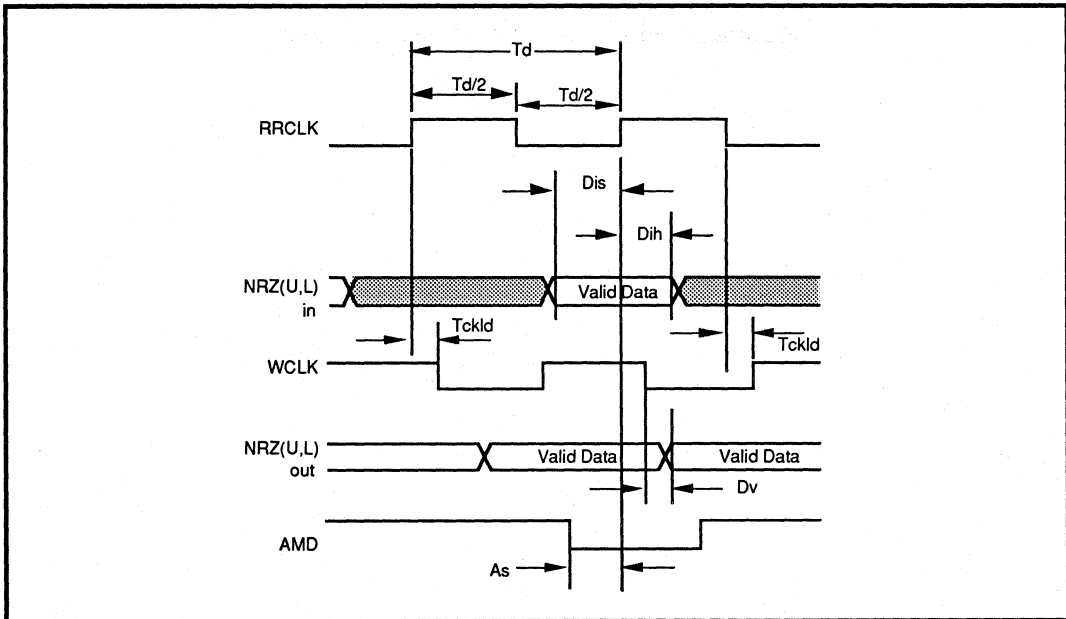 Td
Td/2
Td/2
RRCLK
Dis
Dih
NRZ(U,L)
in
Valid Data
Tckld
Tckld
WCLK
NRZ(U,L)
out
Valid Data
Valid Data
Dv
AMD
As